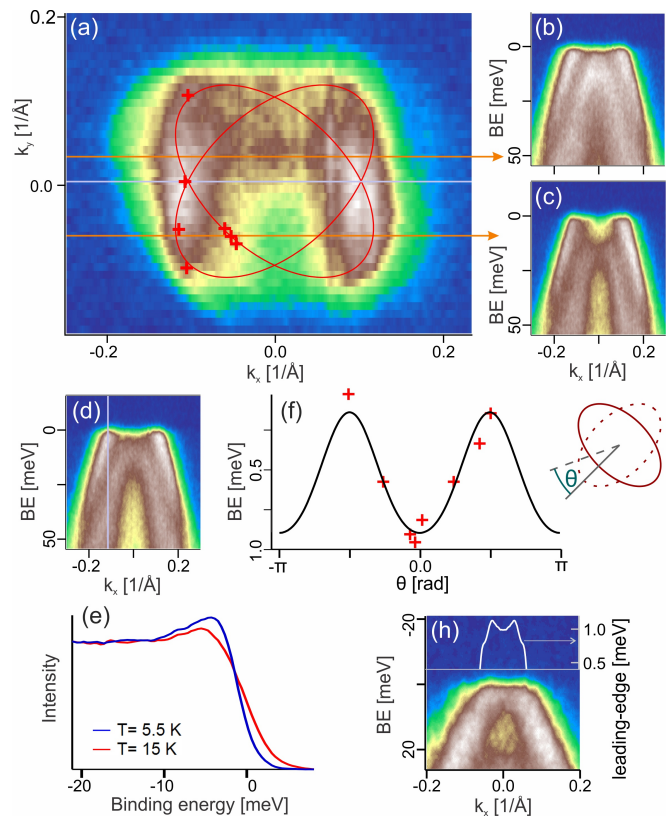 (a)
0.2
0.0
k_y [1/Å]
-0.2
0.0
0.2
k_x [1/Å]
(b)
0
50
BE [meV]
(c)
0
50
BE [meV]
-0.2
0.0
0.2
k_x [1/Å]
(d)
0
50
BE [meV]
-0.2
0.0
0.2
k_x [1/Å]
(f)
0.5
1.0
BE [meV]
-π
0.0
π
θ [rad]
θ
(e)
Intensity
T= 5.5 K
T= 15 K
-20
-10
0
Binding energy [meV]
(h)
-20
20
BE [meV]
1.0
0.5
leading-edge [meV]
-0.2
0.0
0.2
k_x [1/Å]